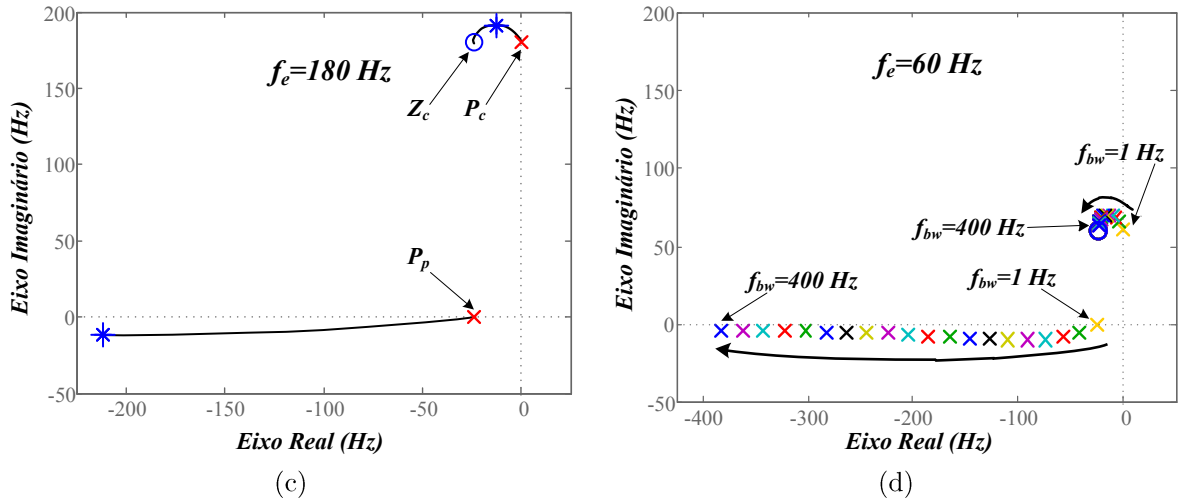 200
150
100
50
0
-50
-200
-150
-100
-50
0
Eixo Imaginário (Hz)
Eixo Real (Hz)
f_e=180 Hz
Z_c
P_c
P_p
(c)
200
150
100
50
0
50
-400
-300
-200
-100
0
Eixo Imaginário (Hz)
Eixo Real (Hz)
f_e=60 Hz
f_bw=1 Hz
f_bw=400 Hz
f_bw=400 Hz
f_bw=1 Hz
(d)